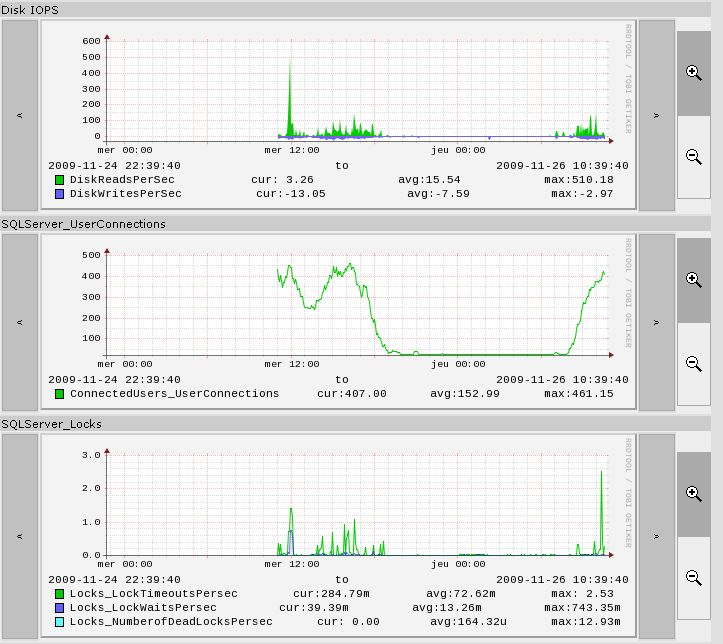 Disk IOPS
600
500
400
300
200
100
0
mer 00:00 mer 12:00 jeu 00:00
2009-11-24 22:39:40 to 2009-11-26 10:39:40
DiskReadsPerSec cur: 3.26 avg:15.54 max:510.18
DiskWritesPerSec cur:-13.05 avg:-7.59 max:-2.97
RRDTOOL / TOBI OETIKER
SQLServer_UserConnections
500
400
300
200
100
mer 00:00 mer 12:00 jeu 00:00
2009-11-24 22:39:40 to 2009-11-26 10:39:40
ConnectedUsers_UserConnections cur:407.00 avg:152.99 max:461.15
RRDTOOL / TOBI OETIKER
SQLServer_Locks
3.0
2.0
1.0
0.0
mer 00:00 mer 12:00 jeu 00:00
2009-11-24 22:39:40 to 2009-11-26 10:39:40
Locks_LockTimeoutsPersec cur:284.79m avg:72.62m max: 2.53
Locks_LockWaitsPersec cur:39.39m avg:13.26m max:743.35m
Locks_NumberofDeadLocksPersec cur: 0.00 avg:164.32u max:12.93m
RRDTOOL / TOBI OETIKER